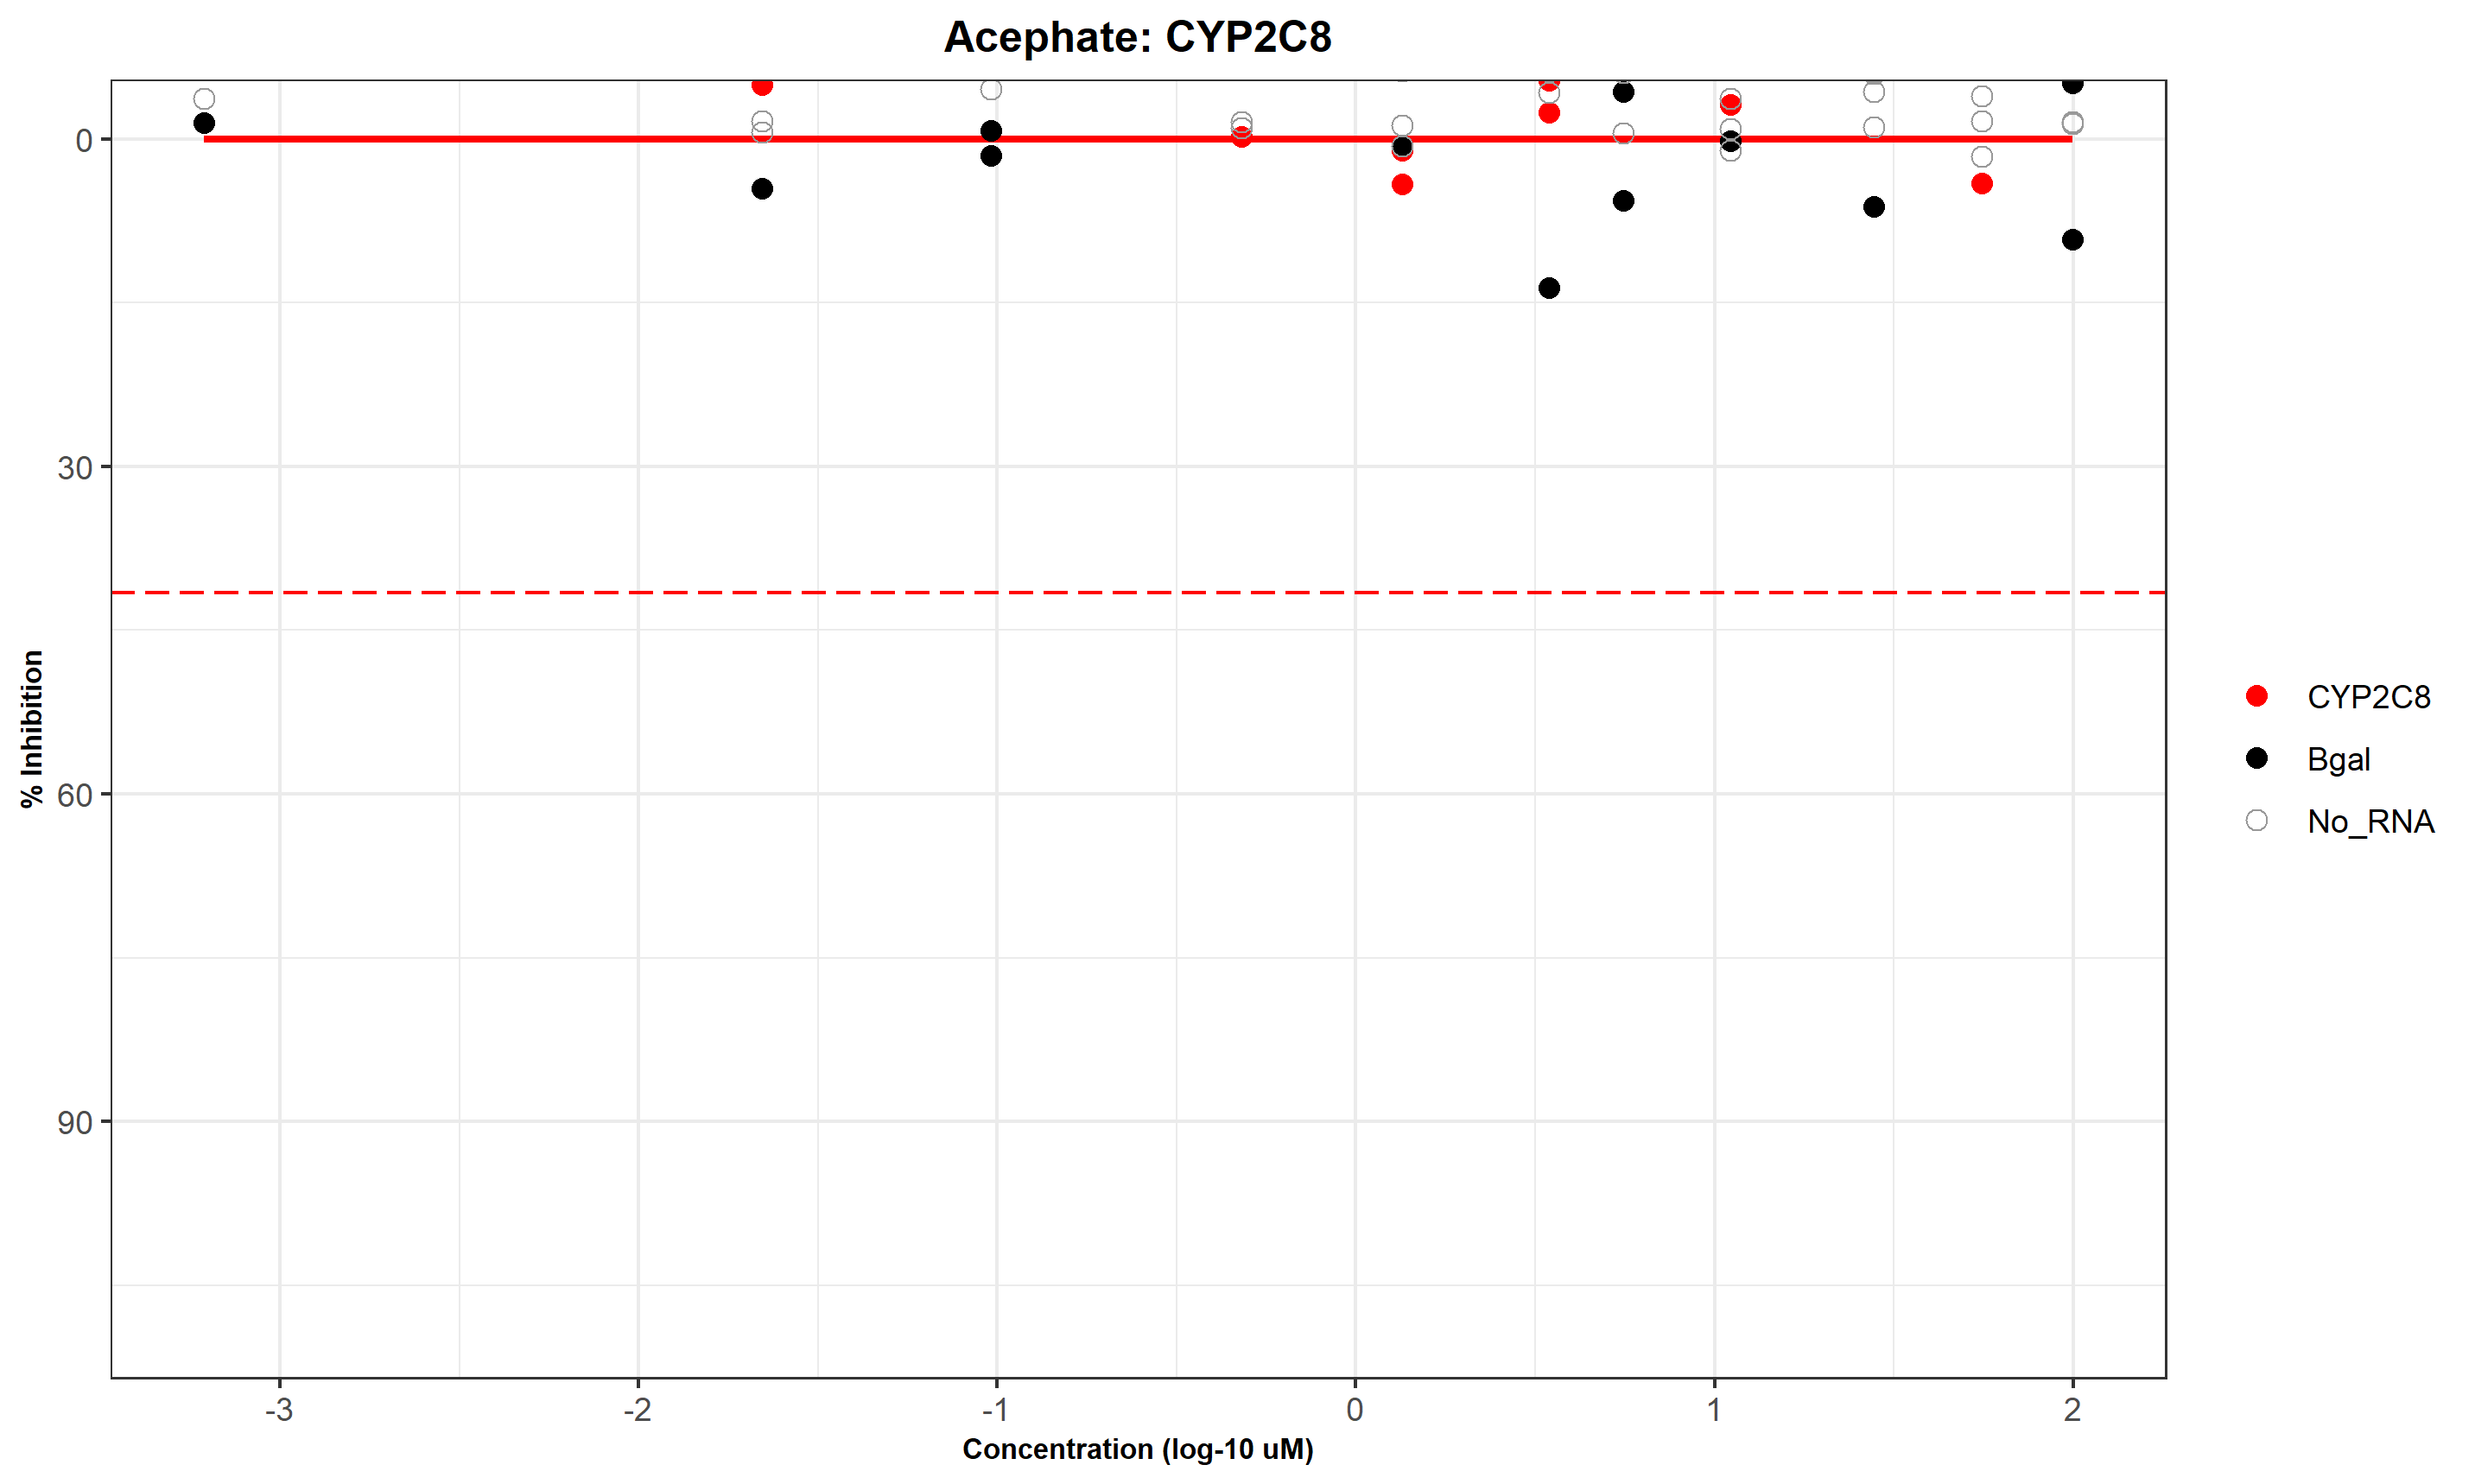 Acephate: CYP2C8
0
30
60
90
% Inhibition
-3
-2
-1
0
1
2
Concentration (log-10 uM)
CYP2C8
Bgal
No_RNA